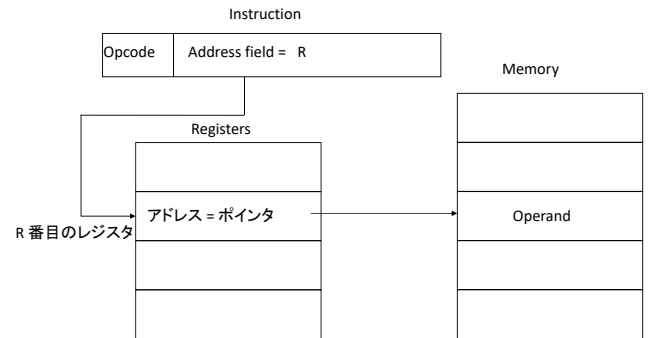 Instruction
Opcode
Address field = R
Memory
Registers
アドレス = ポインタ
Operand
R 番目のレジスタ